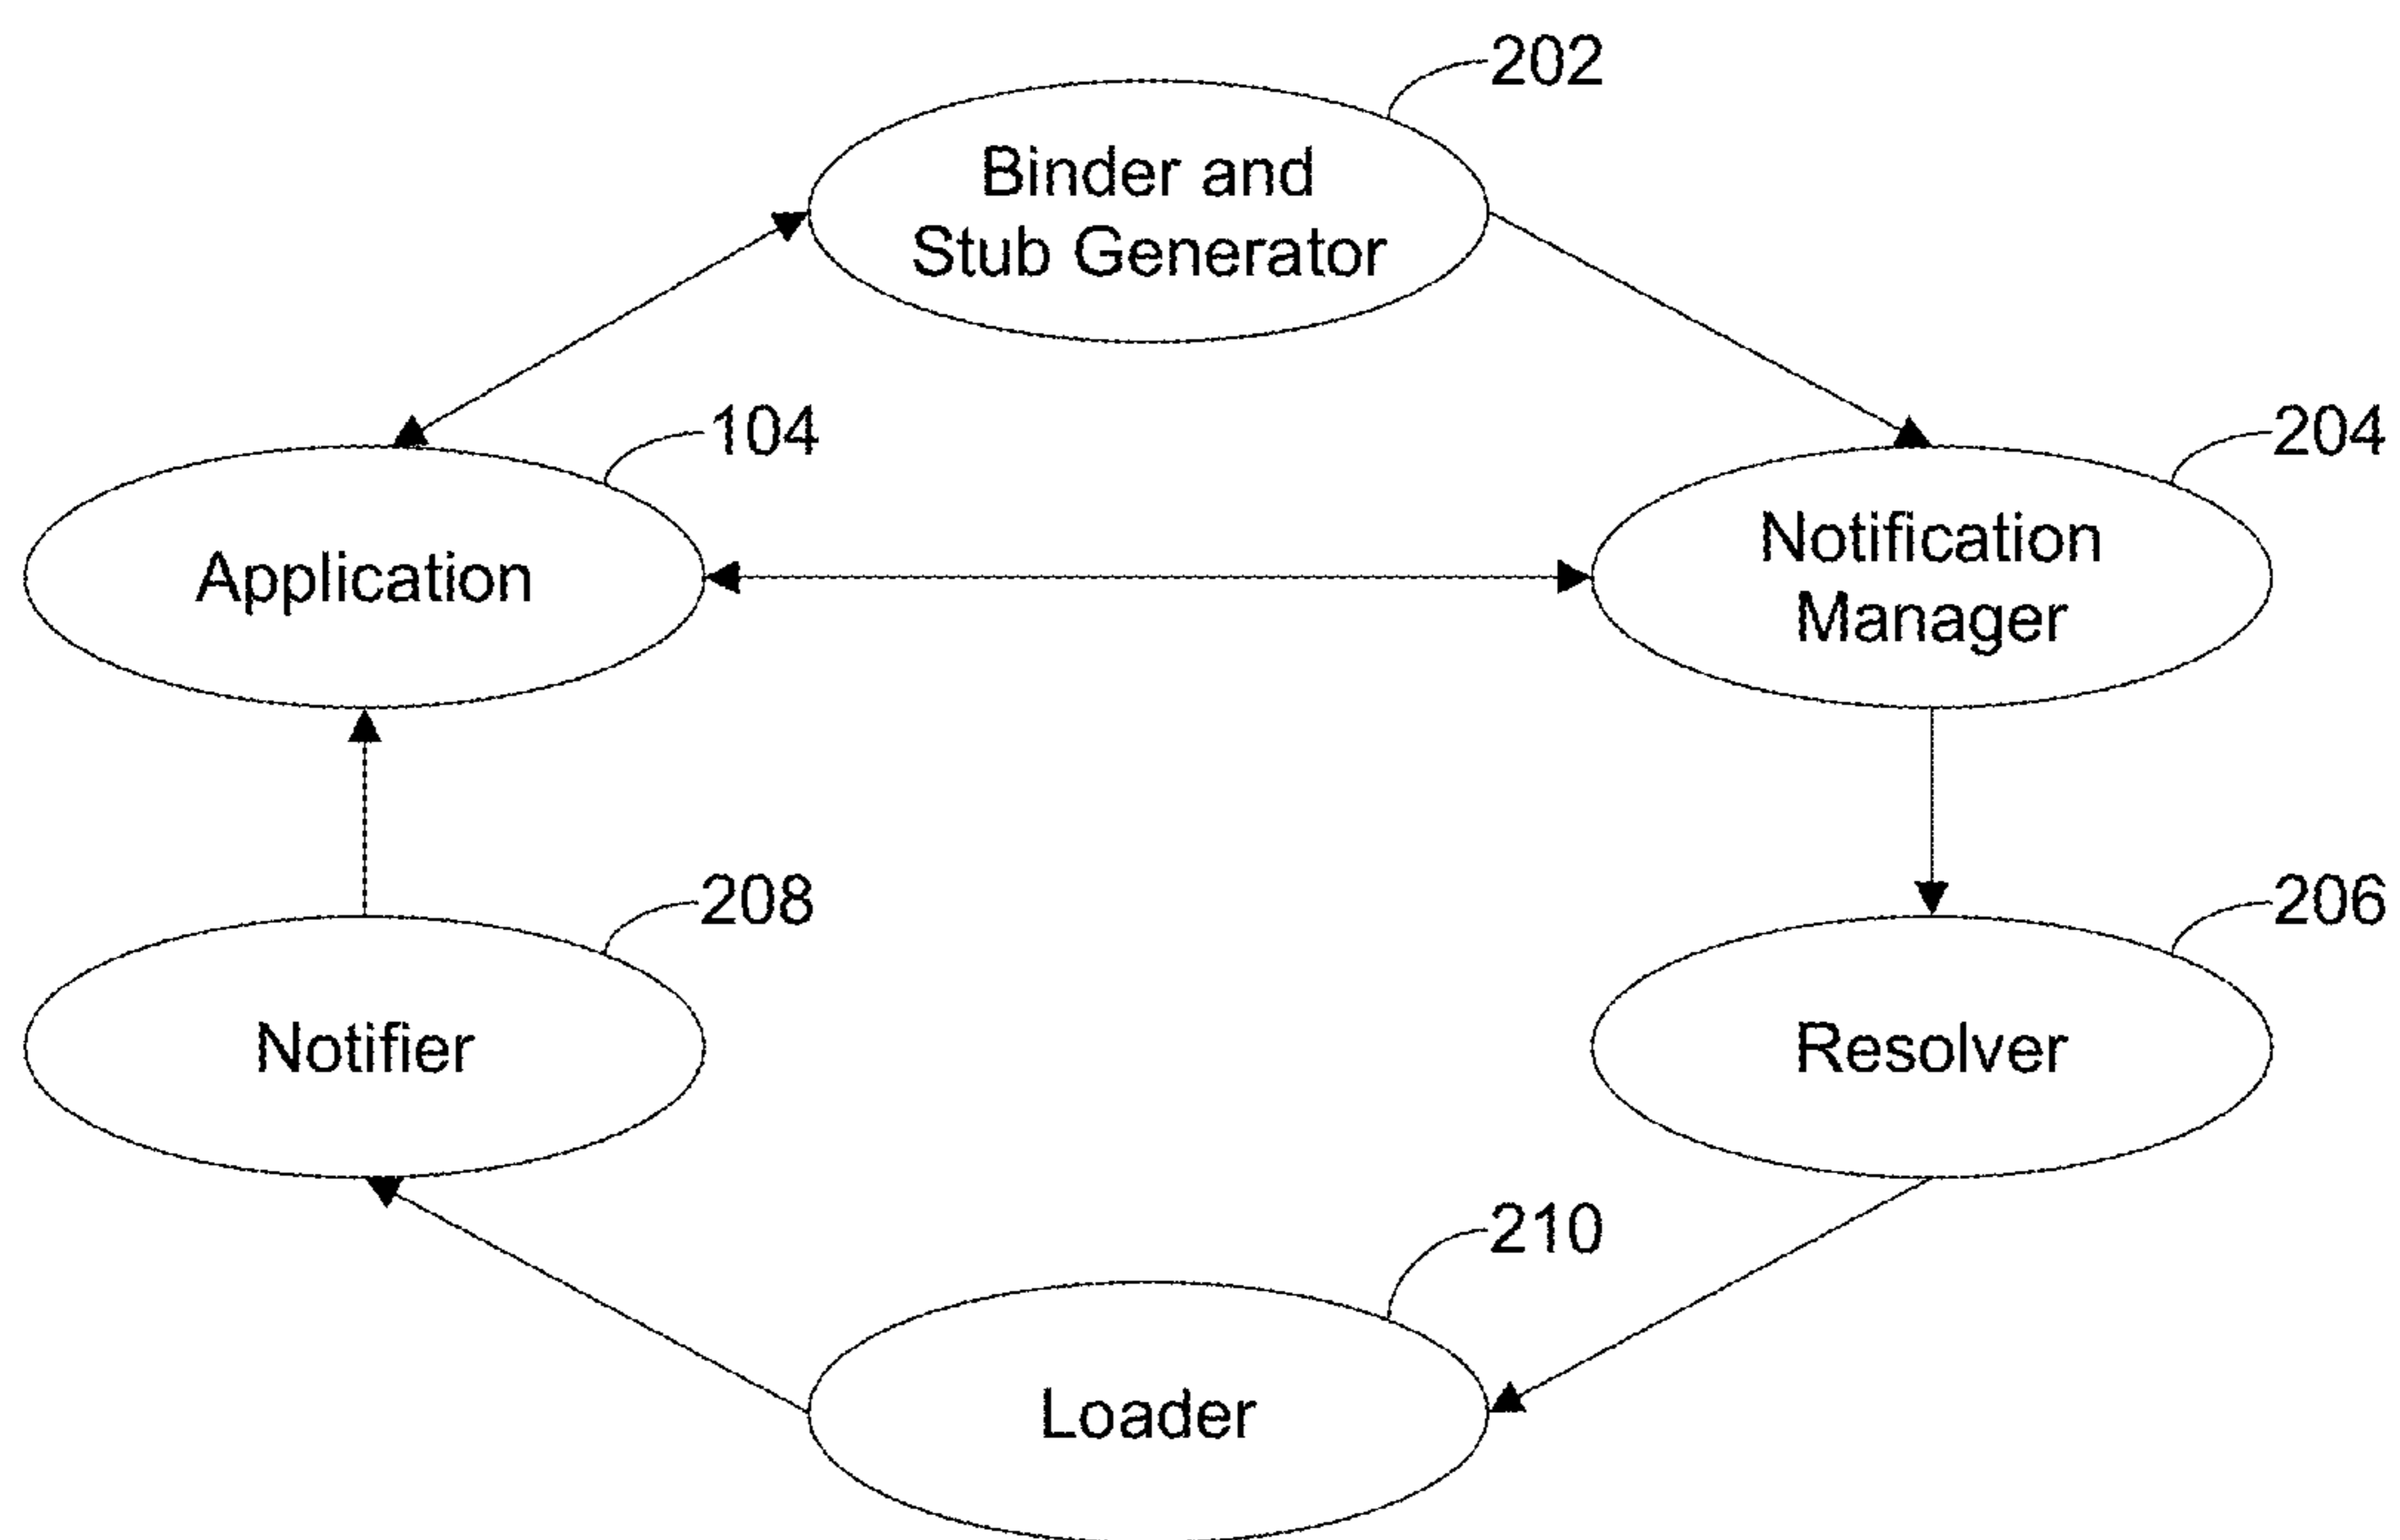 202
Binder and
Stub Generator
104
204
Application
Notification
Manager
208
206
Notifier
Resolver
210
Loader